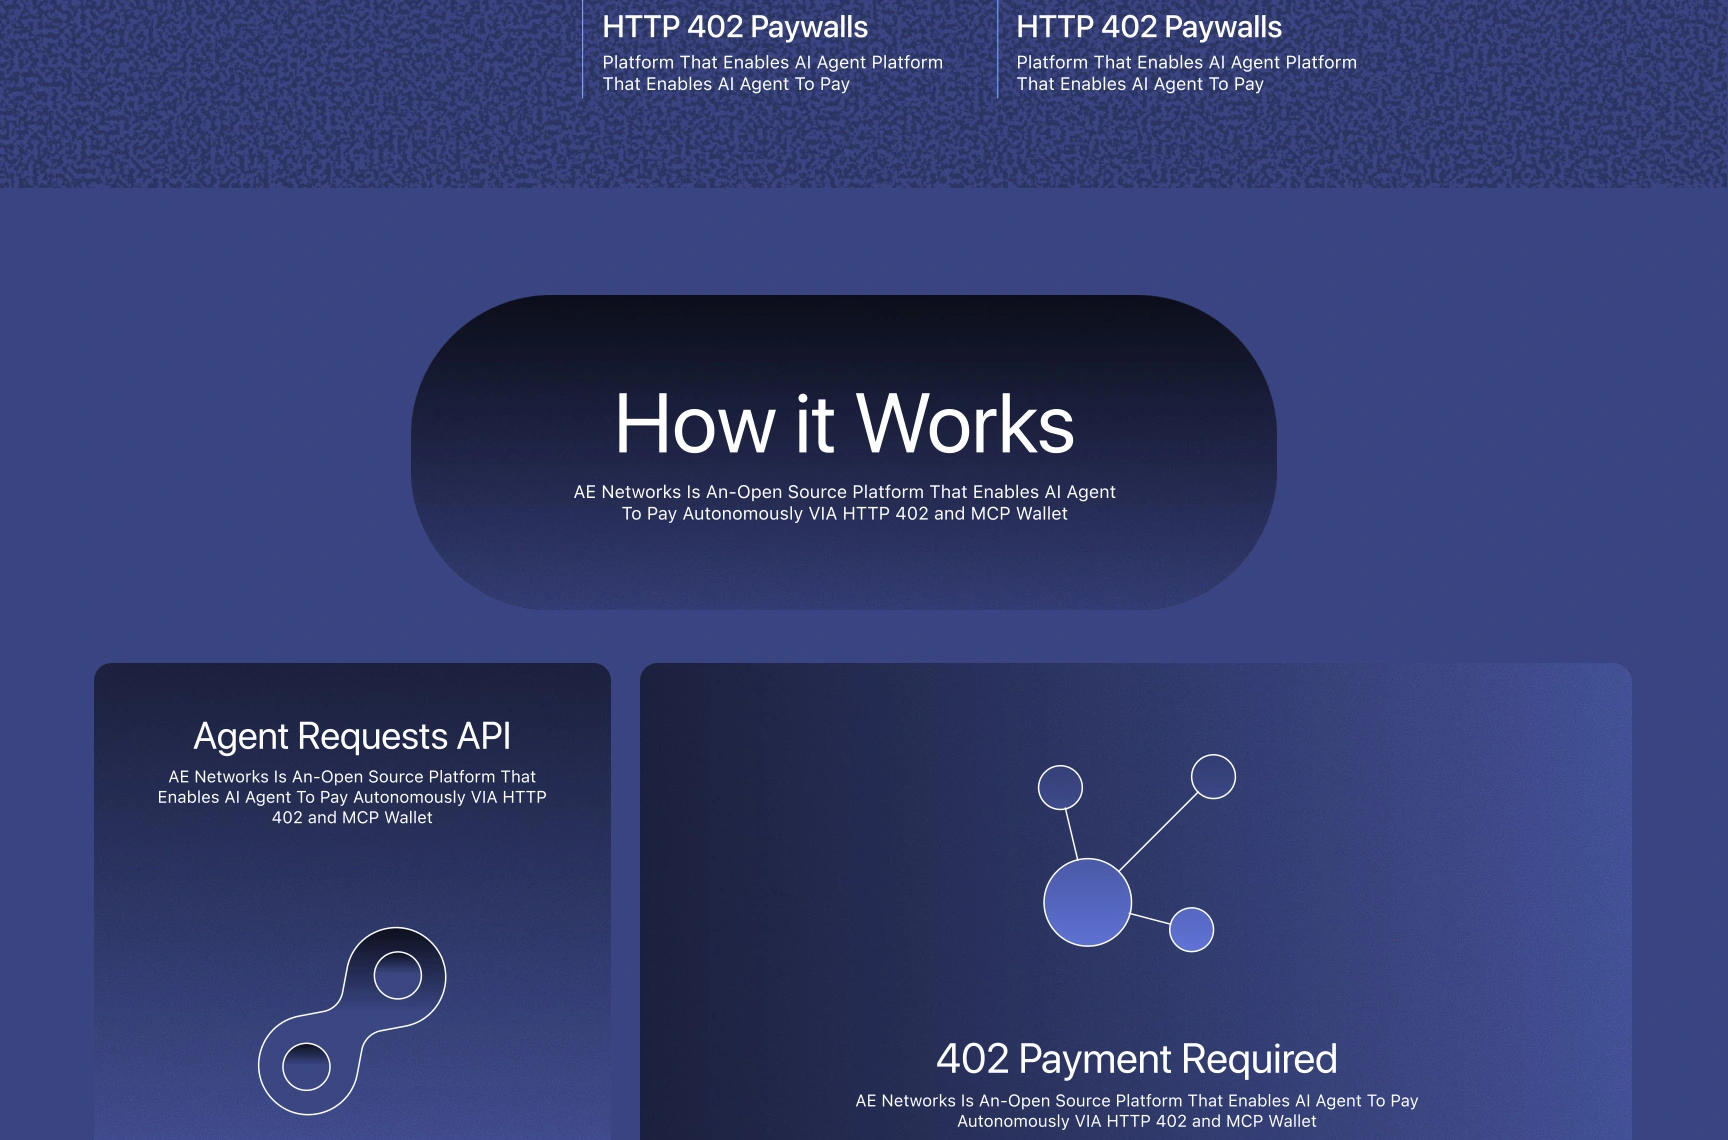 HTTP 402 Paywalls
Platform That Enables AI Agent Platform
That Enables AI Agent To Pay
HTTP 402 Paywalls
Platform That Enables AI Agent Platform
That Enables AI Agent To Pay
How it Works
AE Networks Is An-Open Source Platform That Enables AI Agent
To Pay Autonomously VIA HTTP 402 and MCP Wallet
Agent Requests API
AE Networks Is An-Open Source Platform That
Enables AI Agent To Pay Autonomously VIA HTTP
402 and MCP Wallet
402 Payment Required
AE Networks Is An-Open Source Platform That Enables AI Agent To Pay
Autonomously VIA HTTP 402 and MCP Wallet